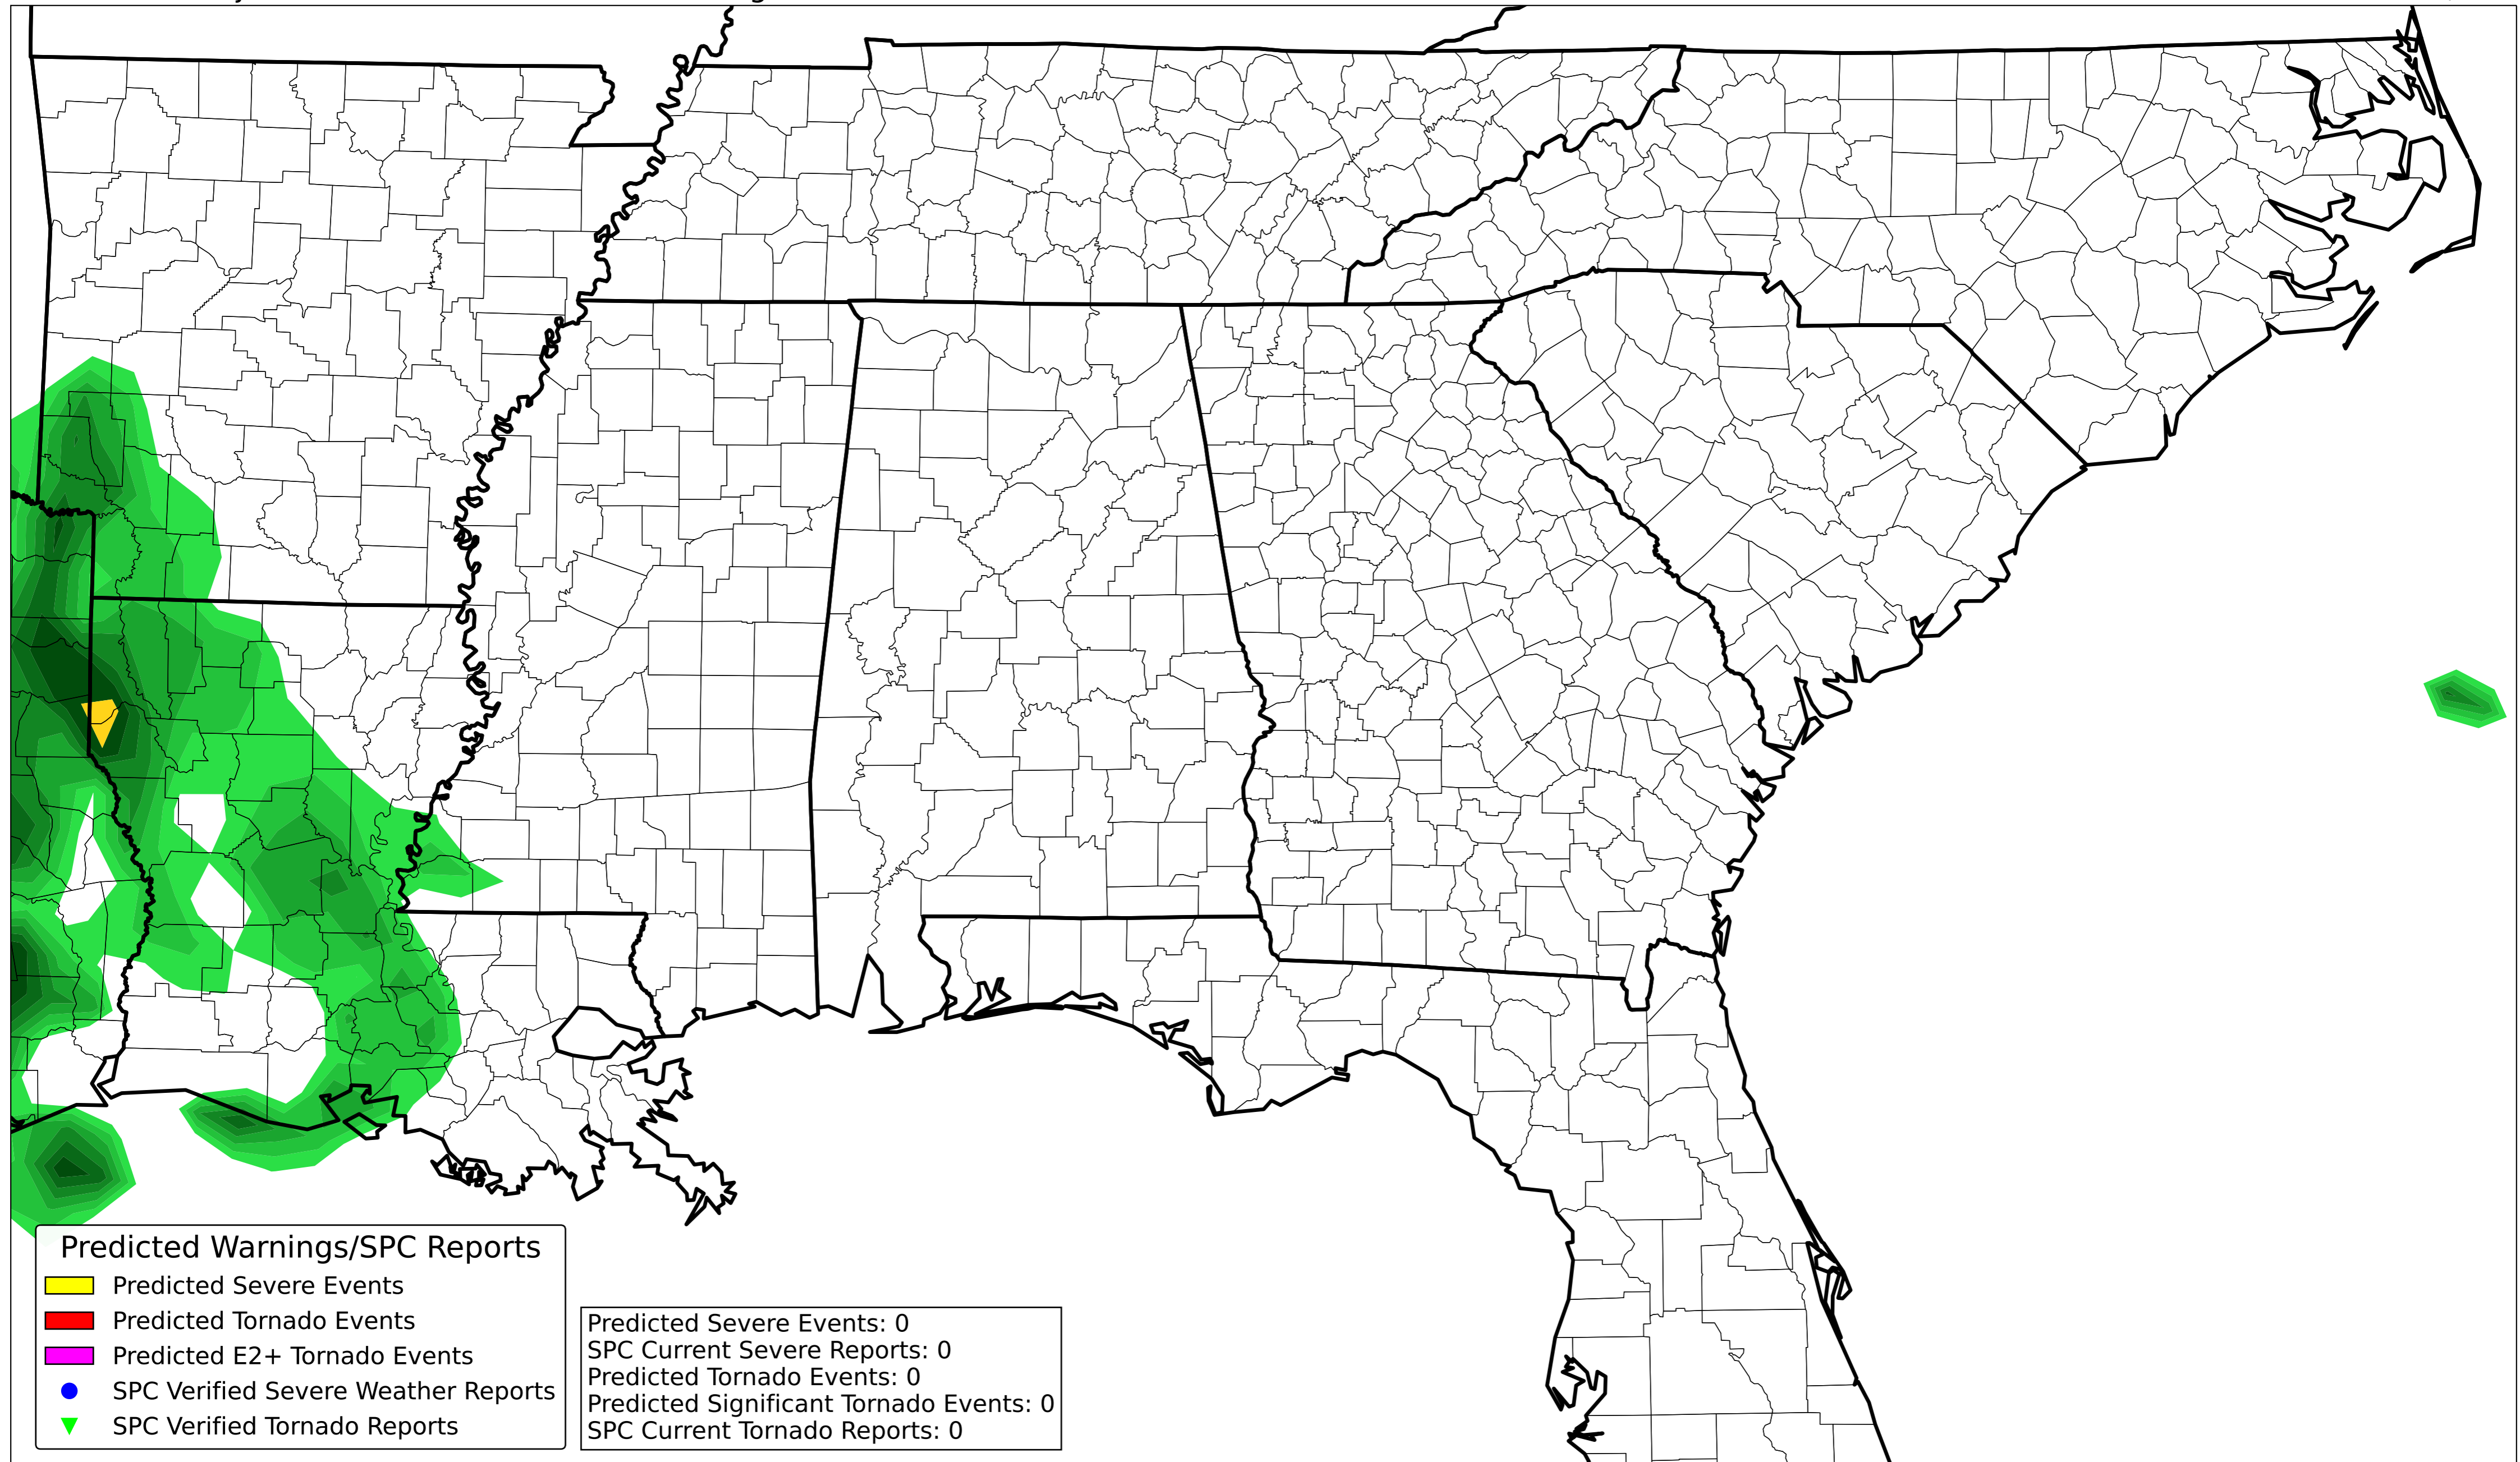 Predicted Warnings/SPC Reports
Predicted Severe Events
Predicted Tornado Events
Predicted E2+ Tornado Events
SPC Verified Severe Weather Reports
SPC Verified Tornado Reports
Predicted Severe Events: 0
SPC Current Severe Reports: 0
Predicted Tornado Events: 0
Predicted Significant Tornado Events: 0
SPC Current Tornado Reports: 0